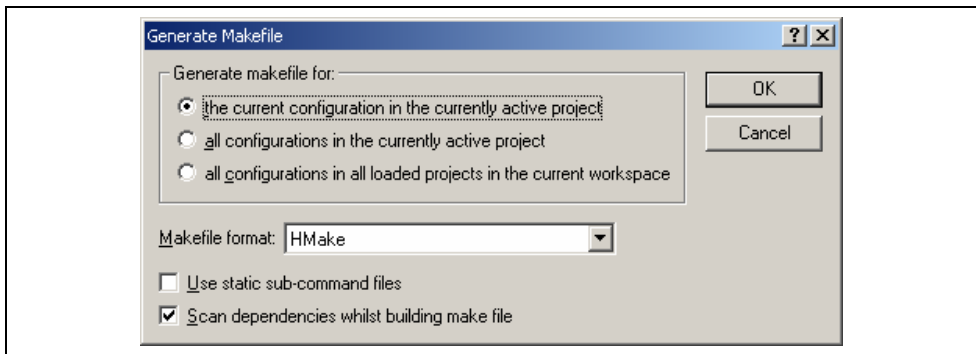 Generate Makefile
Generate makefile for:
the current configuration in the currently active project
all configurations in the currently active project
all configurations in all loaded projects in the current workspace
OK
Cancel
Makefile format: HMake
Use static sub-command files
Scan dependencies whilst building make file